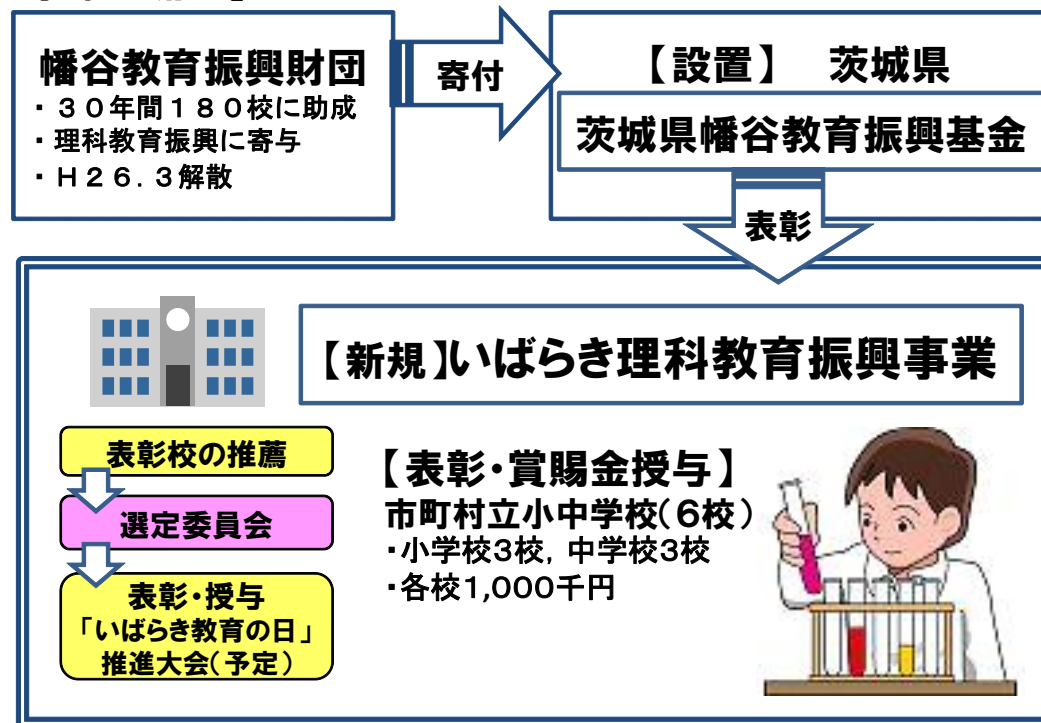 幡谷教育振興財団
・３０年間１８０校に助成
・理科教育振興に寄与
・Ｈ２６．３解散
寄付
【設置】　茨城県
茨城県幡谷教育振興基金
表彰
【新規】いばらき理科教育振興事業
表彰校の推薦
選定委員会
表彰・授与
「いばらき教育の日」
推進大会（予定）
【表彰・賞賜金授与】
市町村立小中学校（６校）
・小学校3校，中学校3校
・各校1,000千円